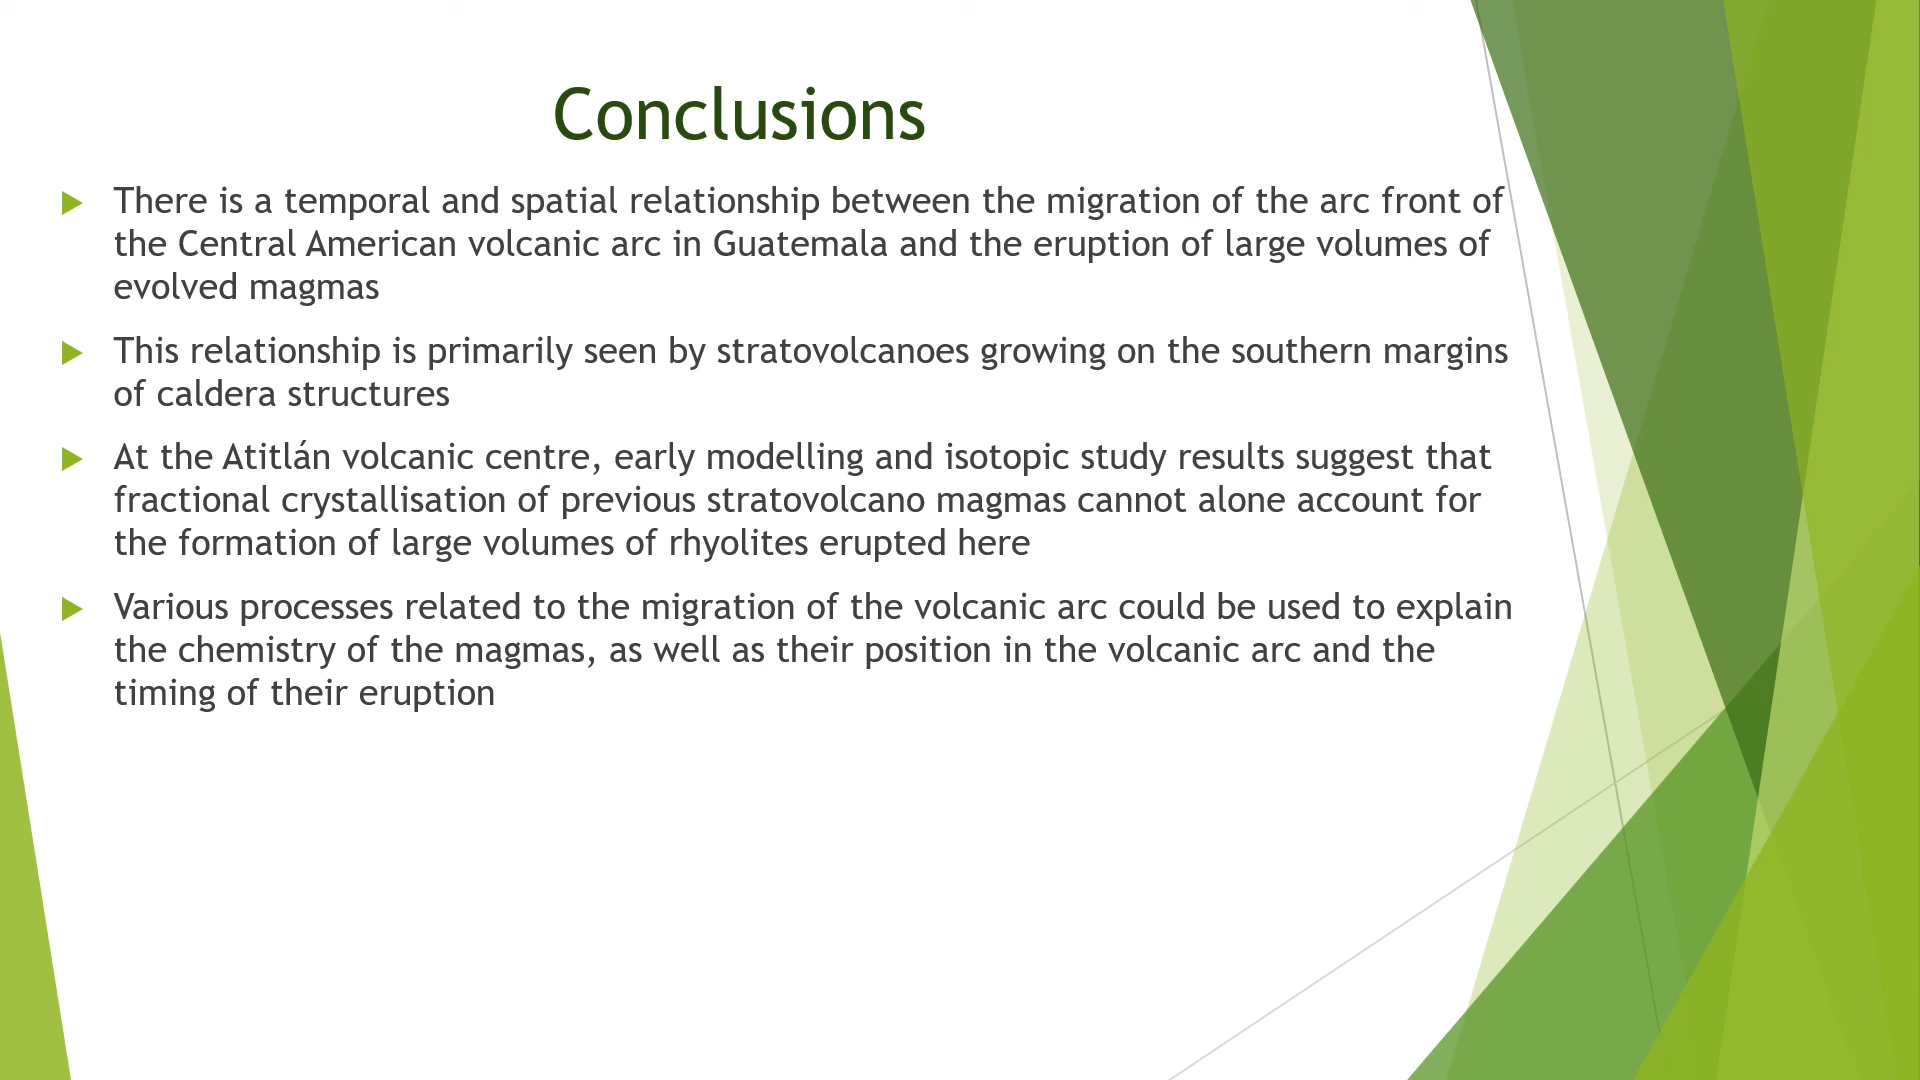 Conclusions
There is a temporal and spatial relationship between the migration of the arc front of
the Central American volcanic arc in Guatemala and the eruption of large volumes of
evolved magmas
This relationship is primarily seen by stratovolcanoes growing on the southern margins
of caldera structures
At the Atitlán volcanic centre, early modelling and isotopic study results suggest that
fractional crystallisation of previous stratovolcano magmas cannot alone account for
the formation of large volumes of rhyolites erupted here
Various processes related to the migration of the volcanic arc could be used to explain
the chemistry of the magmas, as well as their position in the volcanic arc and the
timing of their eruption